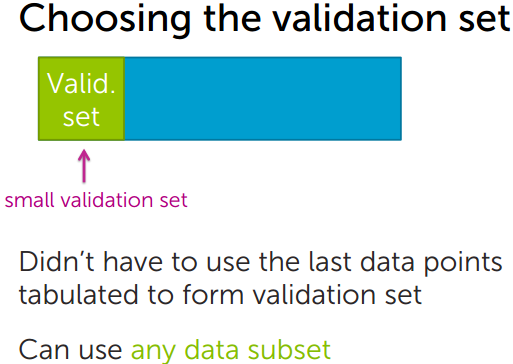 Choosing the validation set
Valid.
set
small validation set
Didn't have to use the last data points
tabulated to form validation set
Can use any data subset